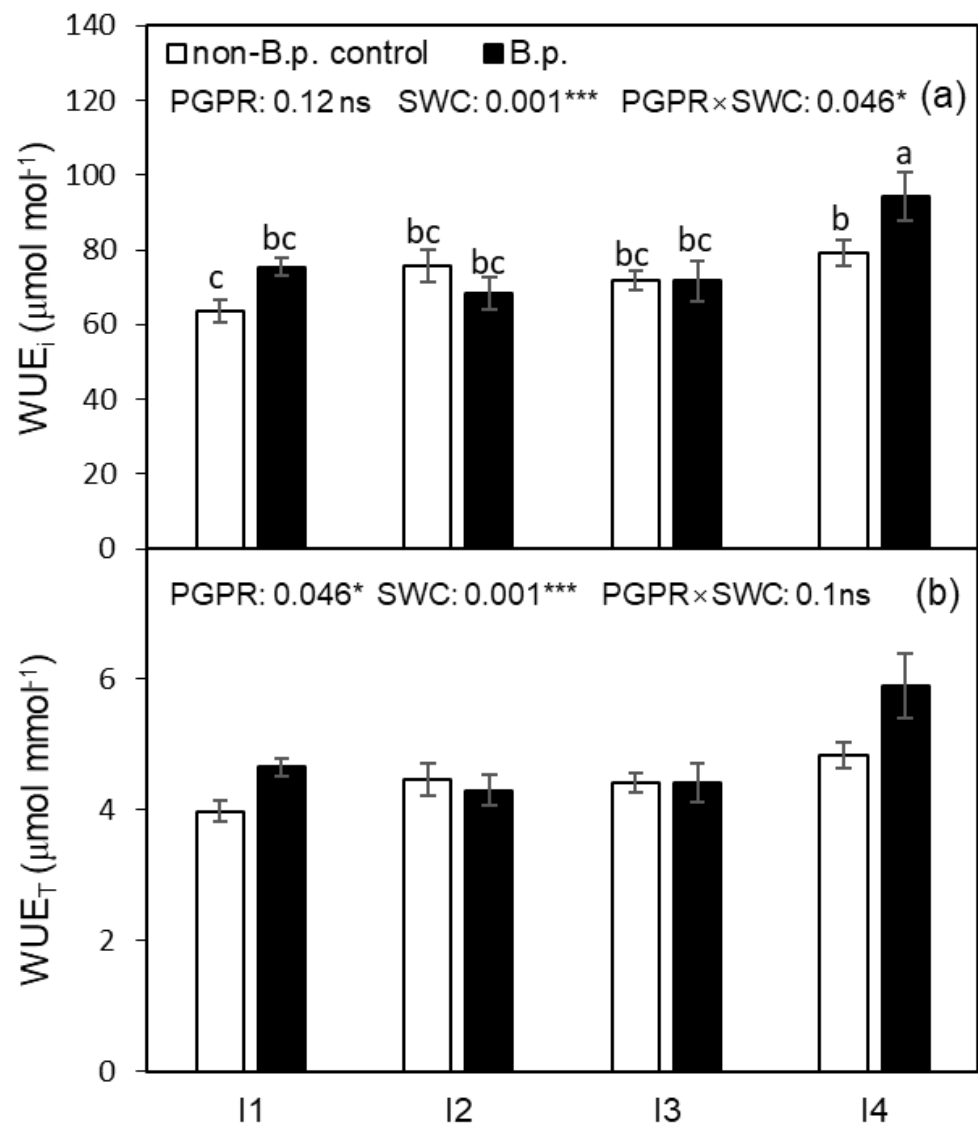 140
non-B.p. control B.p.
120
PGPR: 0.12 ns SWC: 0.001*** PGPR×SWC: 0.046* (a)
100
80
60
40
20
0
WUEi (μmol mol-1)
c bc bc bc bc bc b a
PGPR: 0.046* SWC: 0.001*** PGPR×SWC: 0.1ns (b)
6
4
2
0
WUET (μmol mmol-1)
I1 I2 I3 I4